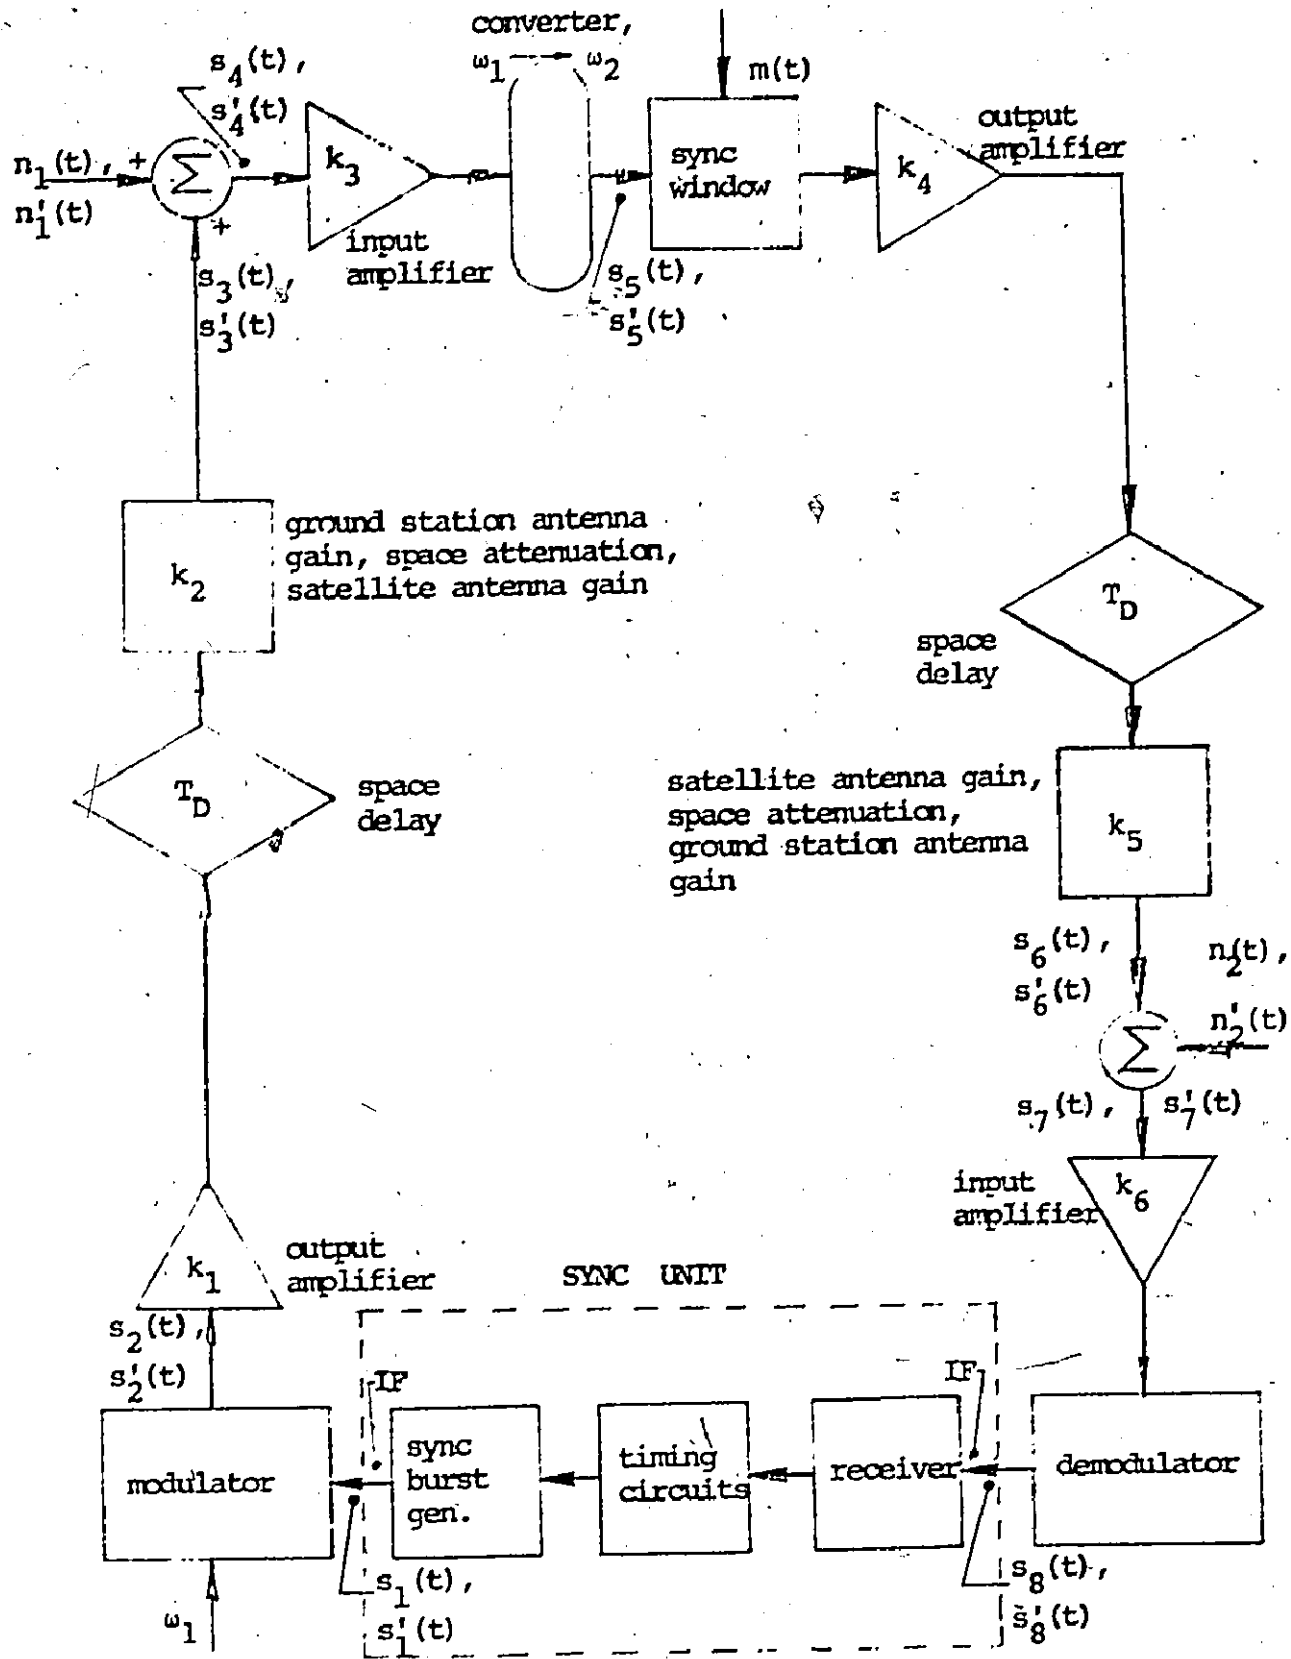 converter,
ω1 → ω2
s4(t),
s'4(t)
m(t)
n1(t), +
n'1(t)
Σ
+
k3
input
amplifier
sync
window
k4
output
amplifier
s3(t),
s'3(t)
s5(t),
s'5(t)
k2
ground station antenna
gain, space attenuation,
satellite antenna gain
TD
space
delay
TD
space
delay
satellite antenna gain,
space attenuation,
ground station antenna
gain
k5
s6(t),
s'6(t)
n2(t),
n'2(t)
Σ
s7(t), s'7(t)
input
amplifier
k6
k1
output
amplifier
SYNC UNIT
s2(t),
s'2(t)
IF
IF
modulator
sync
burst
gen.
timing
circuits
receiver
demodulator
s1(t),
s'1(t)
s8(t),
s'8(t)
ω1